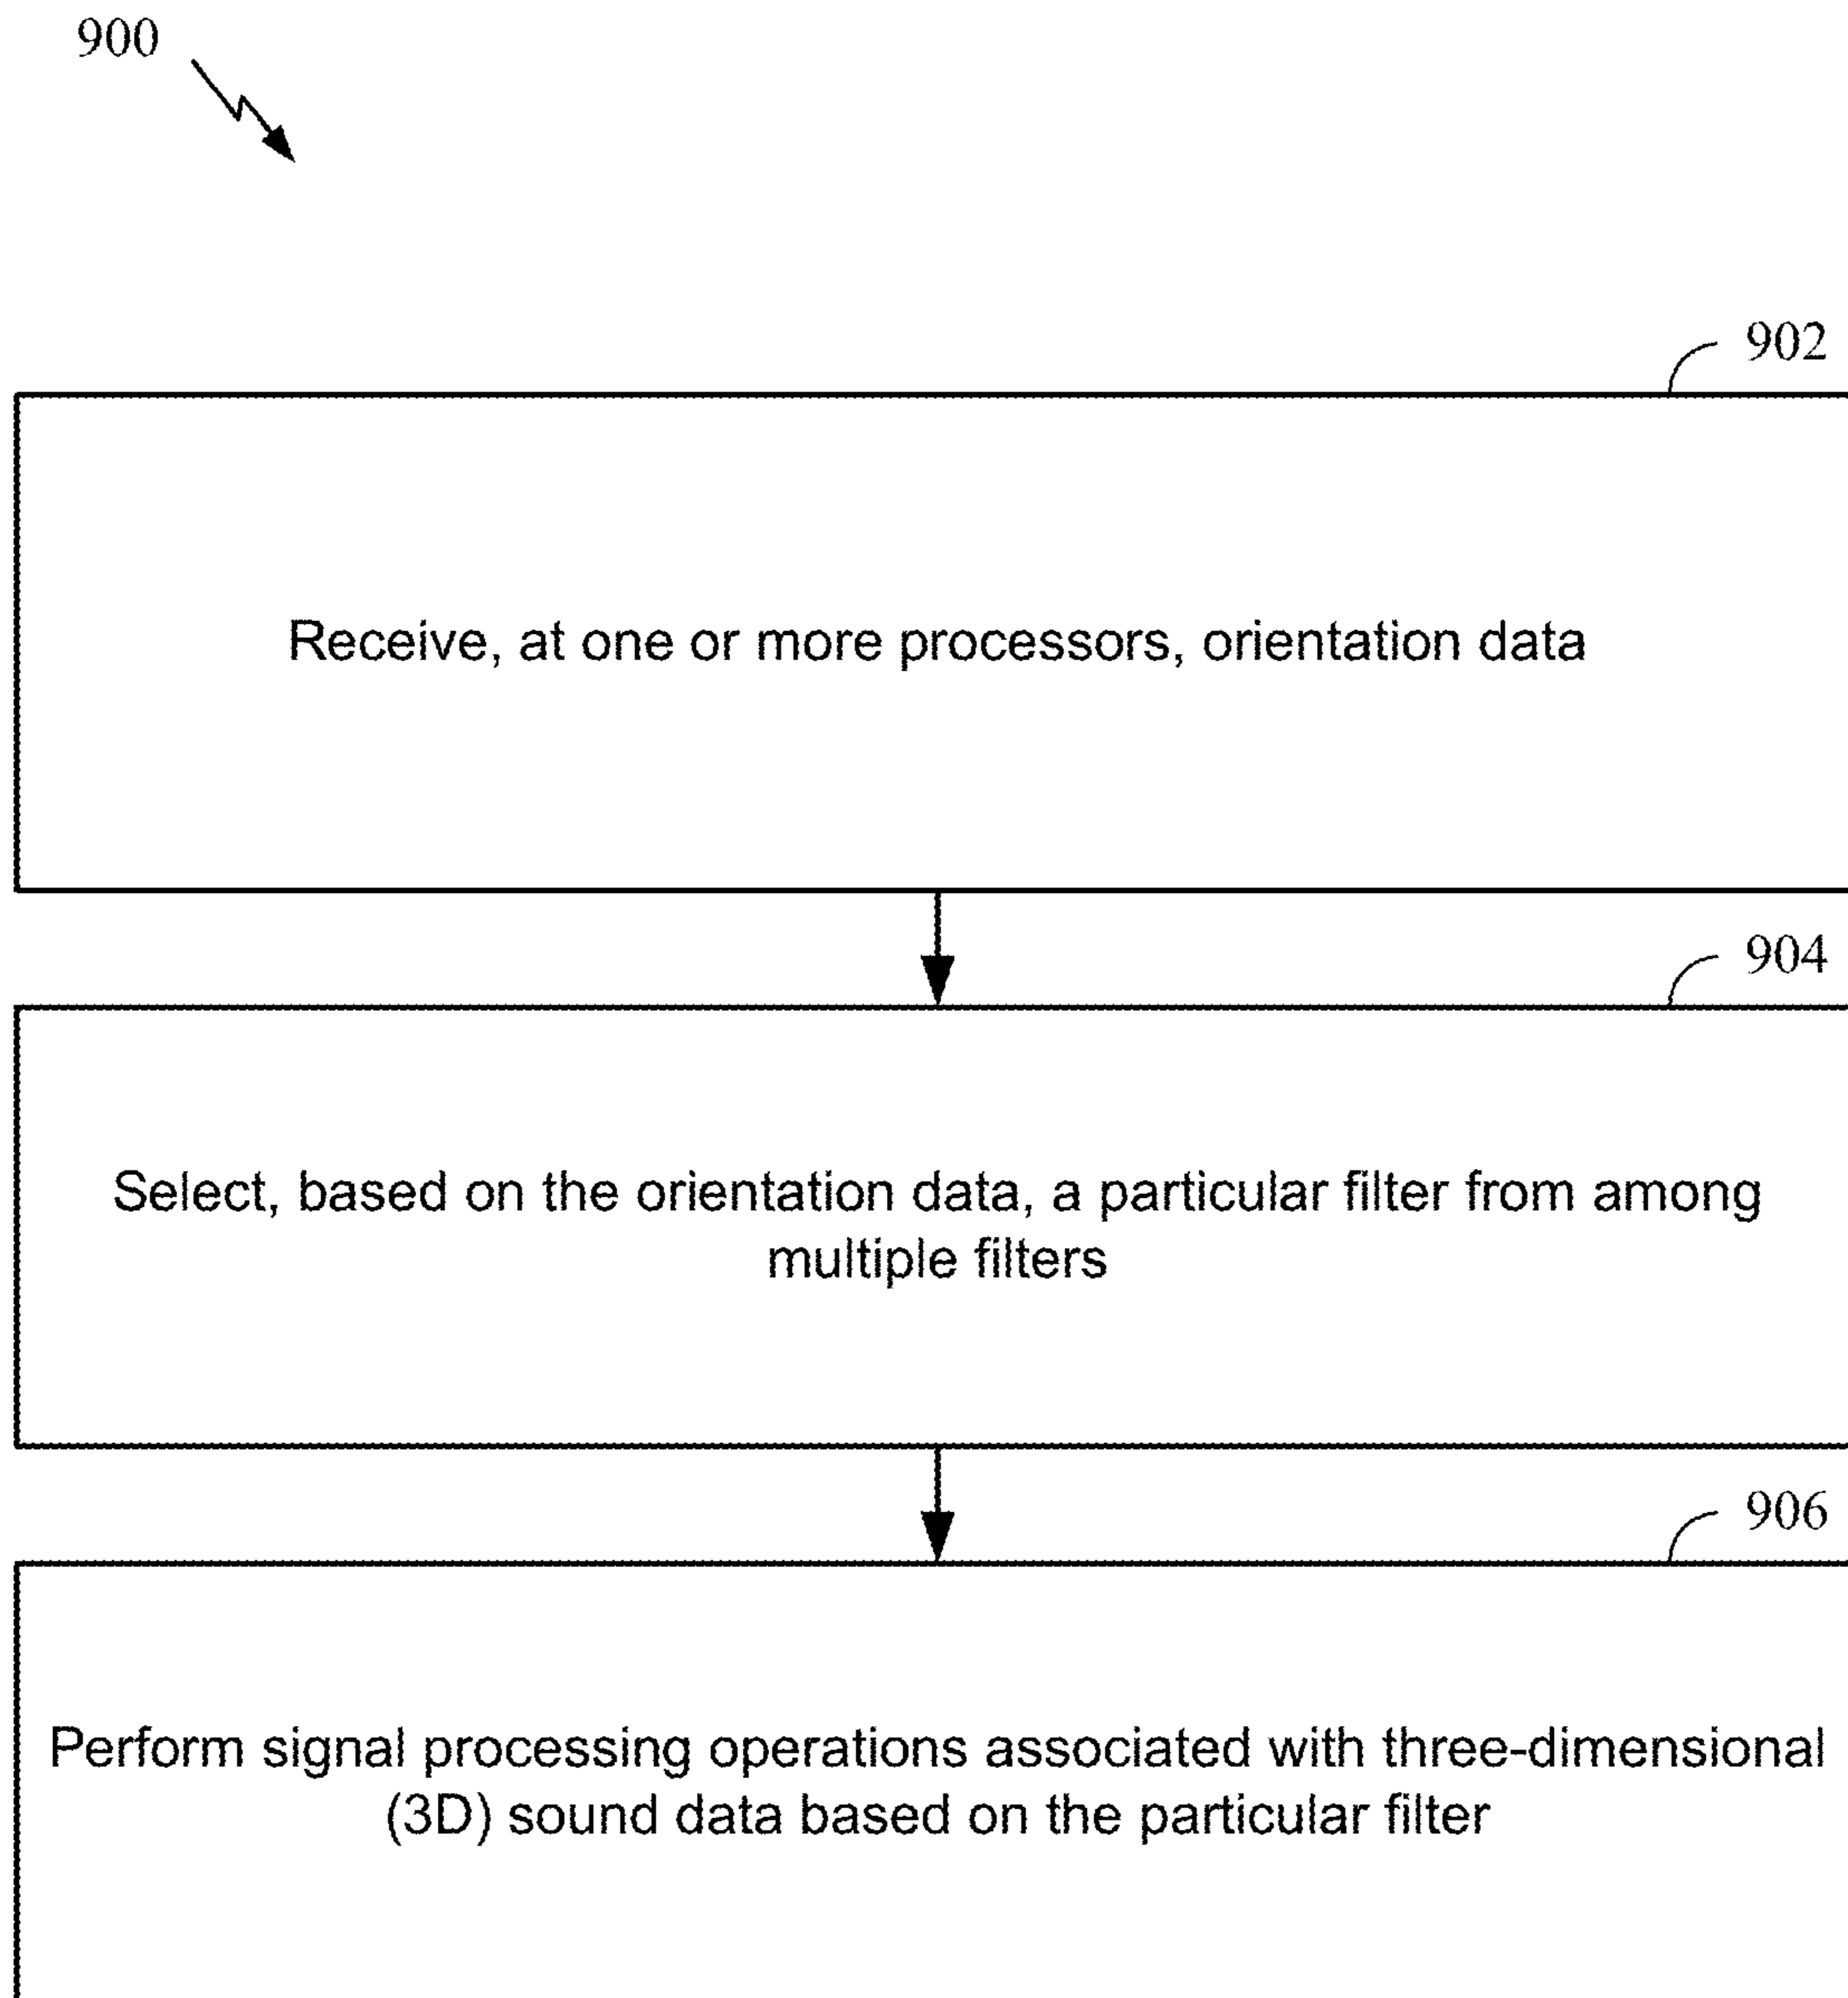 900
902
Receive, at one or more processors, orientation data
904
Select, based on the orientation data, a particular filter from among
multiple filters
906
Perform signal processing operations associated with three-dimensional
(3D) sound data based on the particular filter